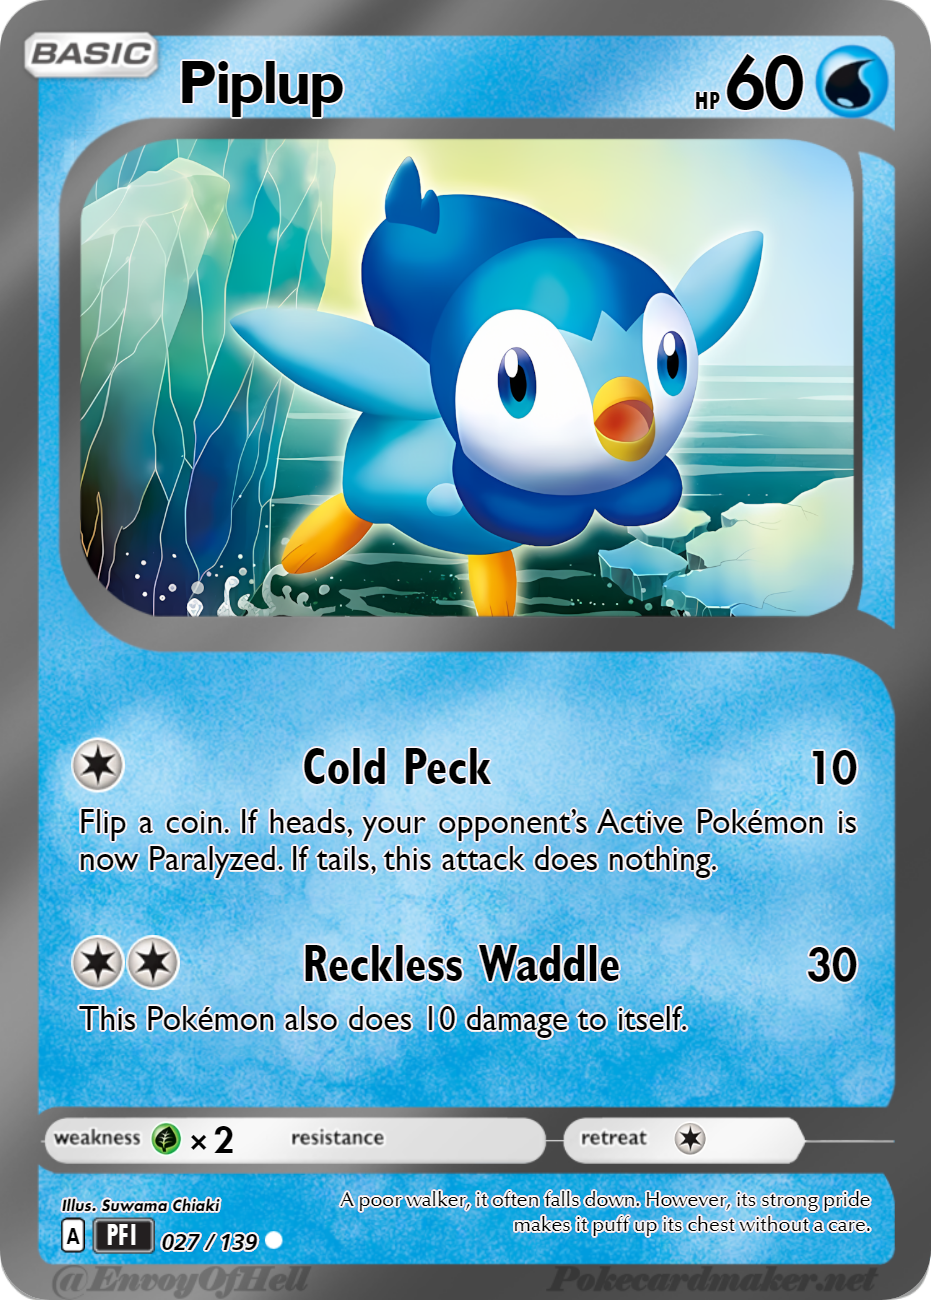 BASIC
Piplup
HP 60
Cold Peck 10
Flip a coin. If heads, your opponent's Active Pokémon is
now Paralyzed. If tails, this attack does nothing.
Reckless Waddle 30
This Pokémon also does 10 damage to itself.
weakness × 2 resistance retreat
Illus. Suwama Chiaki
A PFI 027 / 139
A poor walker, it often falls down. However, its strong pride
makes it puff up its chest without a care.
@EnvoyOfHell Pokecardmaker.net